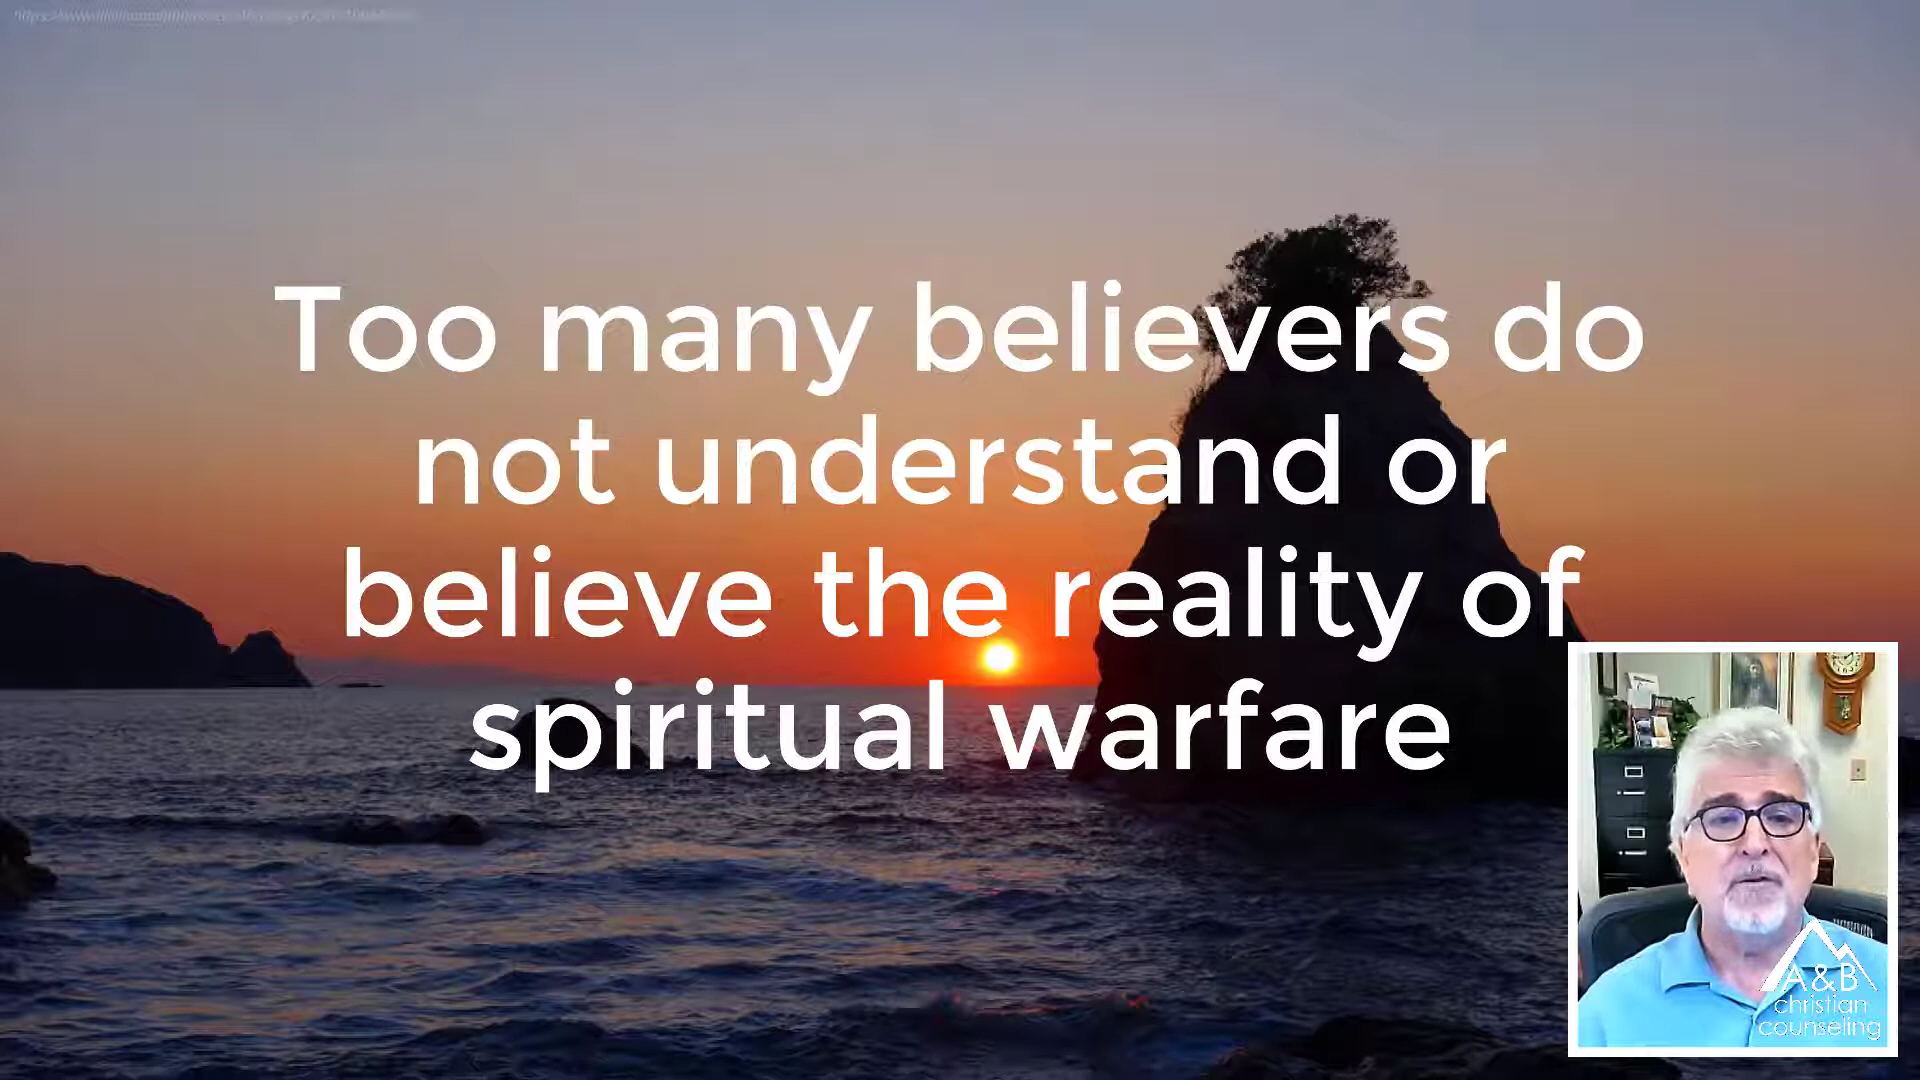 Too many believers do
not understand or
believe the reality of
spiritual warfare
A&B
christian
counseling